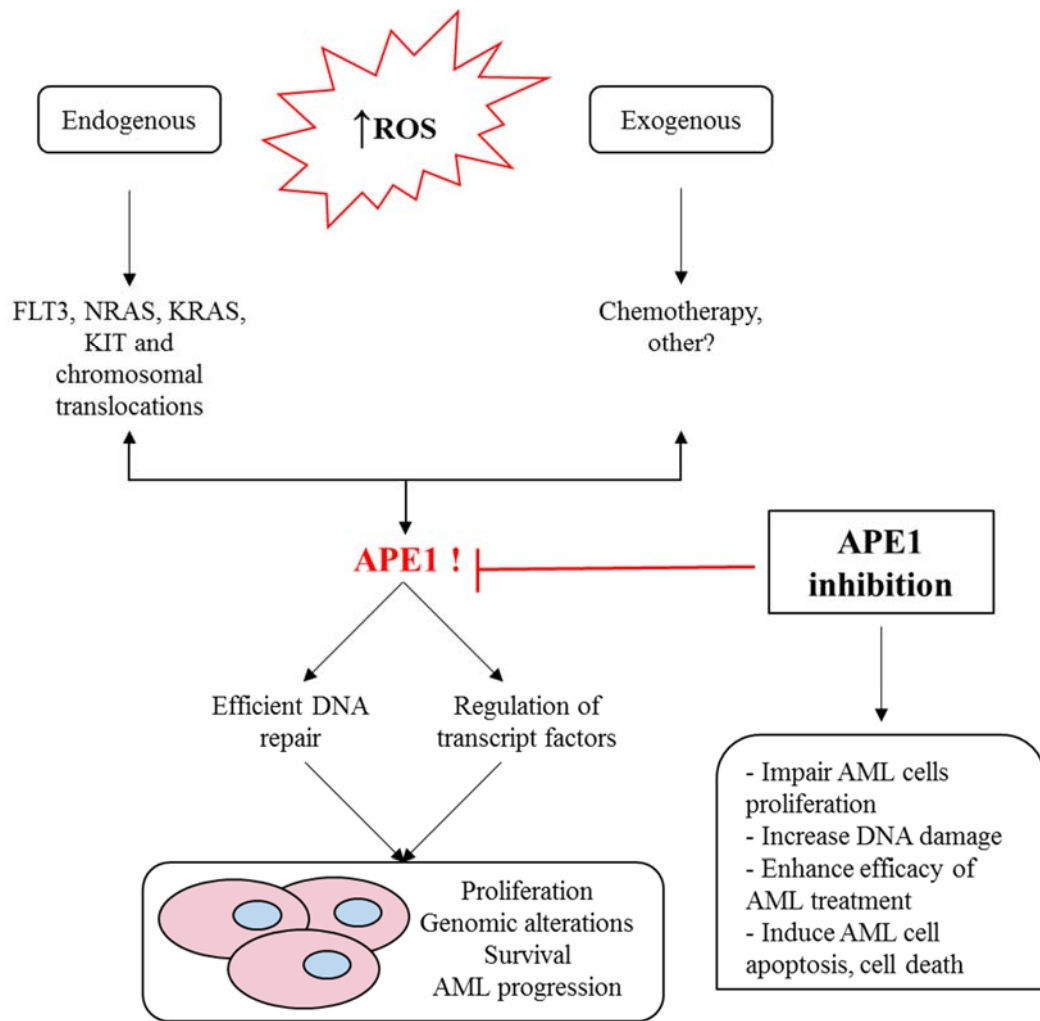 Endogenous
↑ROS
Exogenous
FLT3, NRAS, KRAS,
KIT and
chromosomal
translocations
Chemotherapy,
other?
APE1 !
APE1
inhibition
Efficient DNA
repair
Regulation of
transcript factors
- Impair AML cells
proliferation
- Increase DNA damage
- Enhance efficacy of
AML treatment
- Induce AML cell
apoptosis, cell death
Proliferation
Genomic alterations
Survival
AML progression